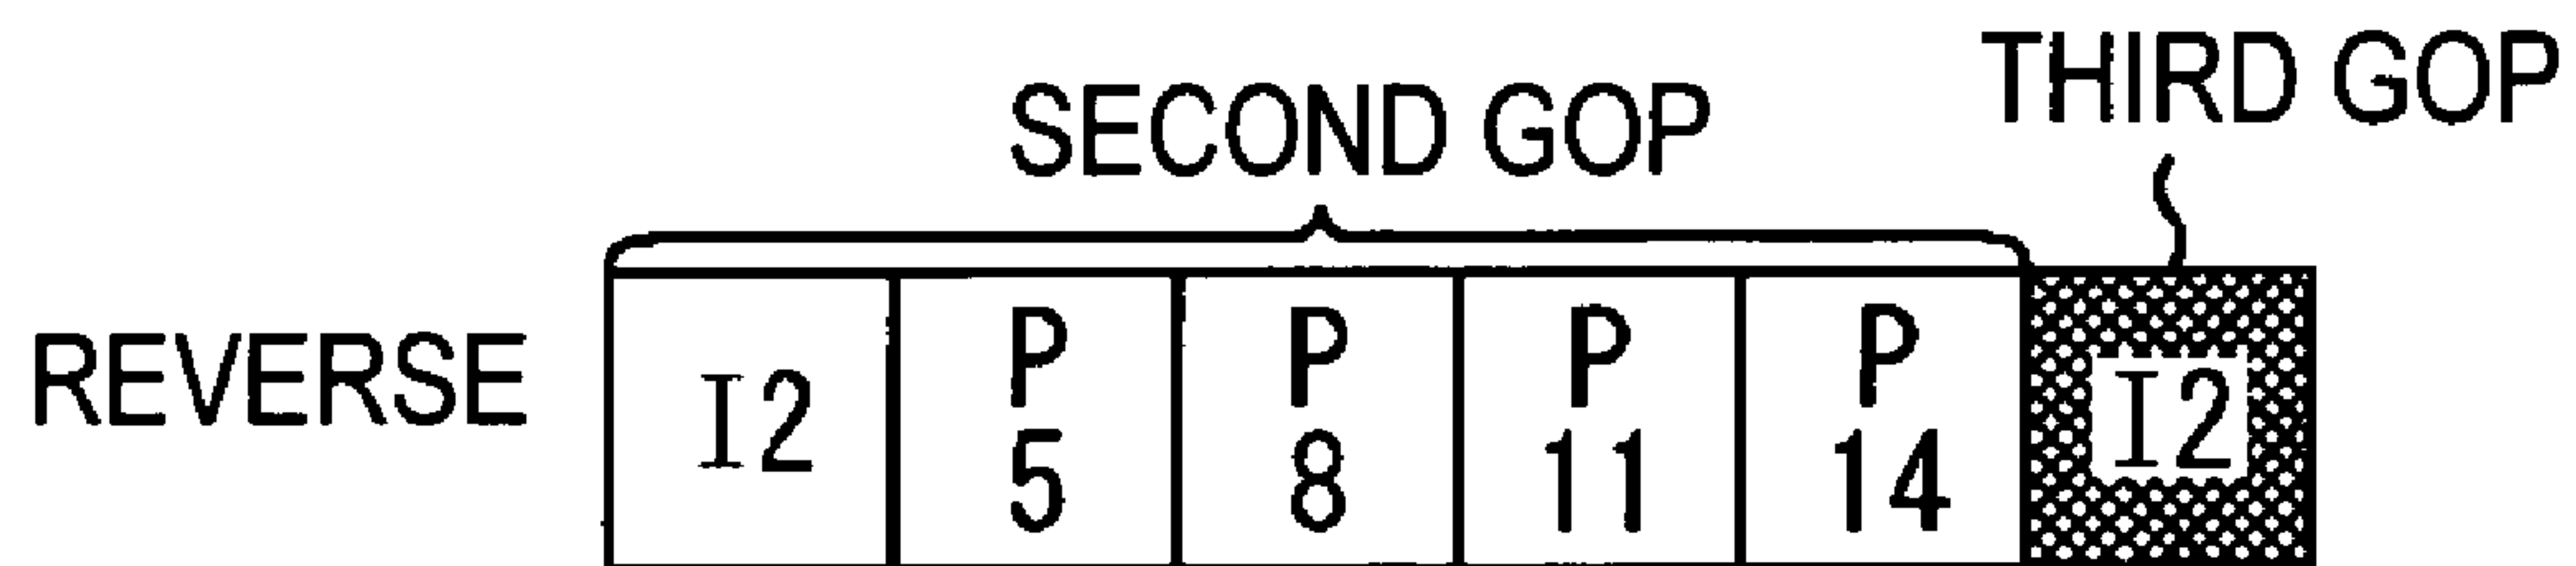 THIRD GOP
SECOND GOP
REVERSE I2 P P P P I2
5 8 11 14